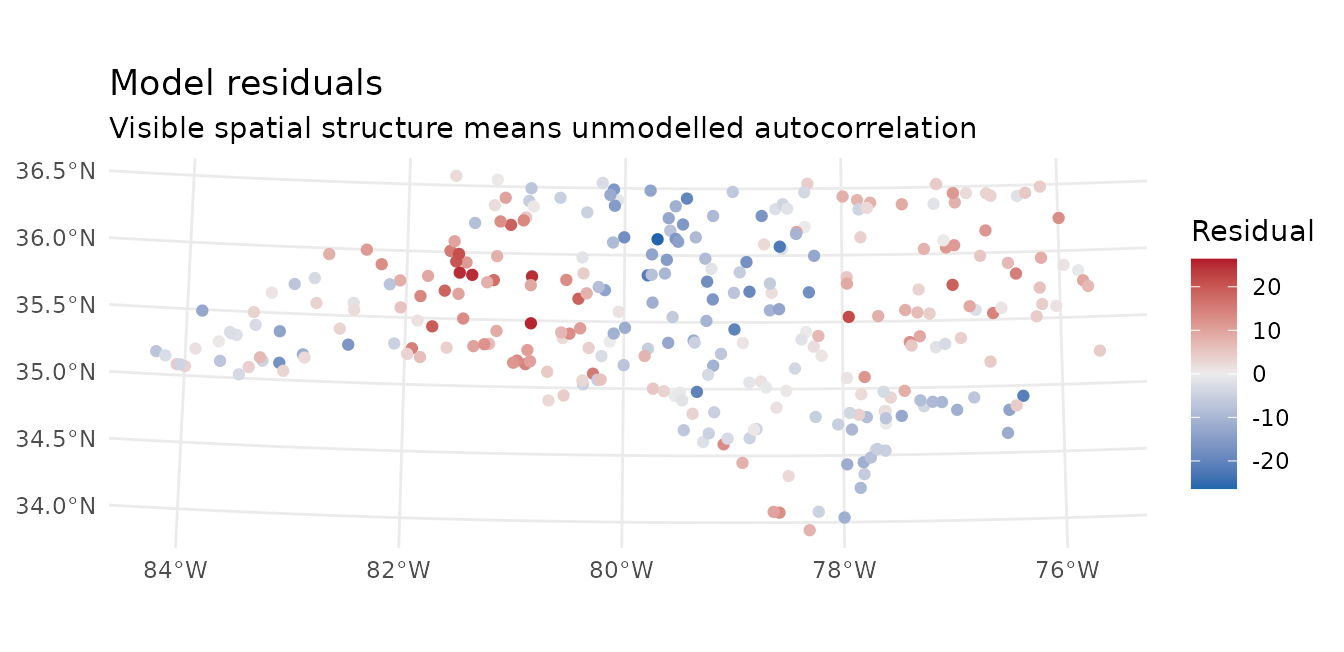 Model residuals
Visible spatial structure means unmodelled autocorrelation
36.5°N
36.0°N
35.5°N
35.0°N
34.5°N
34.0°N
84°W
82°W
80°W
78°W
76°W
Residual
20
10
0
-10
-20